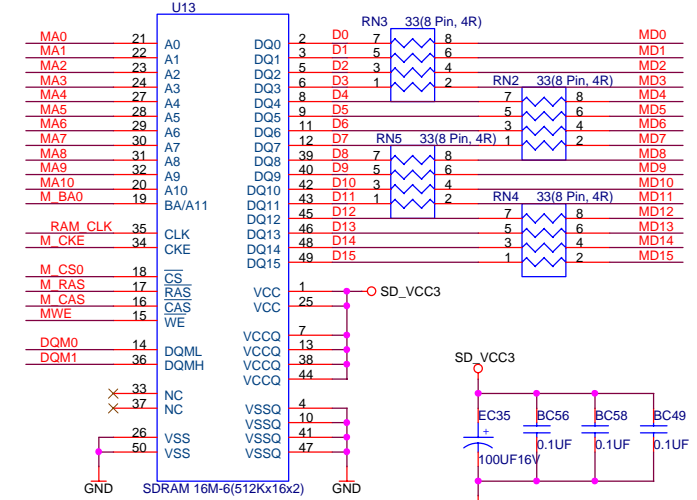 U13
MA0 21 A0 DQ0 2 D0 7 RN3 33(8 Pin, 4R) 8 MD0
MA1 22 A1 DQ1 3 D1 5 6 MD1
MA2 23 A2 DQ2 5 D2 3 4 MD2
MA3 24 A3 DQ3 6 D3 1 2 MD3
RN2 33(8 Pin, 4R)
MA4 27 A4 DQ4 8 D4 7 8 MD4
MA5 28 A5 DQ5 9 D5 5 6 MD5
MA6 29 A6 DQ6 11 D6 3 4 MD6
MA7 30 A7 DQ7 12 D7 1 2 MD7
RN5 33(8 Pin, 4R)
MA8 31 A8 DQ8 39 D8 7 8 MD8
MA9 32 A9 DQ9 40 D9 5 6 MD9
MA10 20 A10 DQ10 42 D10 3 4 MD10
M_BA0 19 BA/A11 DQ11 43 D11 1 2 MD11
RN4 33(8 Pin, 4R)
DQ12 45 D12 7 8 MD12
RAM_CLK 35 CLK DQ13 46 D13 5 6 MD13
M_CKE 34 CKE DQ14 48 D14 3 4 MD14
DQ15 49 D15 1 2 MD15
M_CS0 18 CS
M_RAS 17 RAS VCC 1 SD_VCC3
M_CAS 16 CAS VCC 25
MWE 15 WE
VCCQ 7
DQM0 14 DQML VCCQ 13
DQM1 36 DQMH VCCQ 38
VCCQ 44
33 NC
37 NC VSSQ 4
VSSQ 10
26 VSS VSSQ 41
50 VSS VSSQ 47
GND
SDRAM 16M-6(512Kx16x2)
GND
SD_VCC3
EC35 BC56 BC58 BC49
+
100UF16V 0.1UF 0.1UF 0.1UF